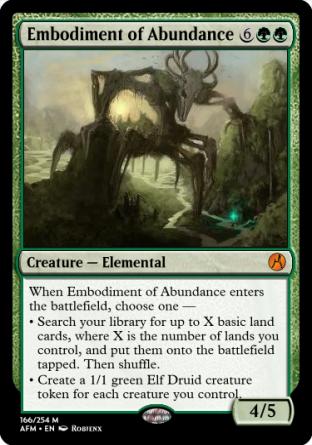 Embodiment of Abundance 6
Creature — Elemental
When Embodiment of Abundance enters
the battlefield, choose one —
• Search your library for up to X basic land
cards, where X is the number of lands you
control, and put them onto the battlefield
tapped. Then shuffle.
• Create a 1/1 green Elf Druid creature
token for each creature you control.
4/5
166/254 M
AFM • EN ROBIENX